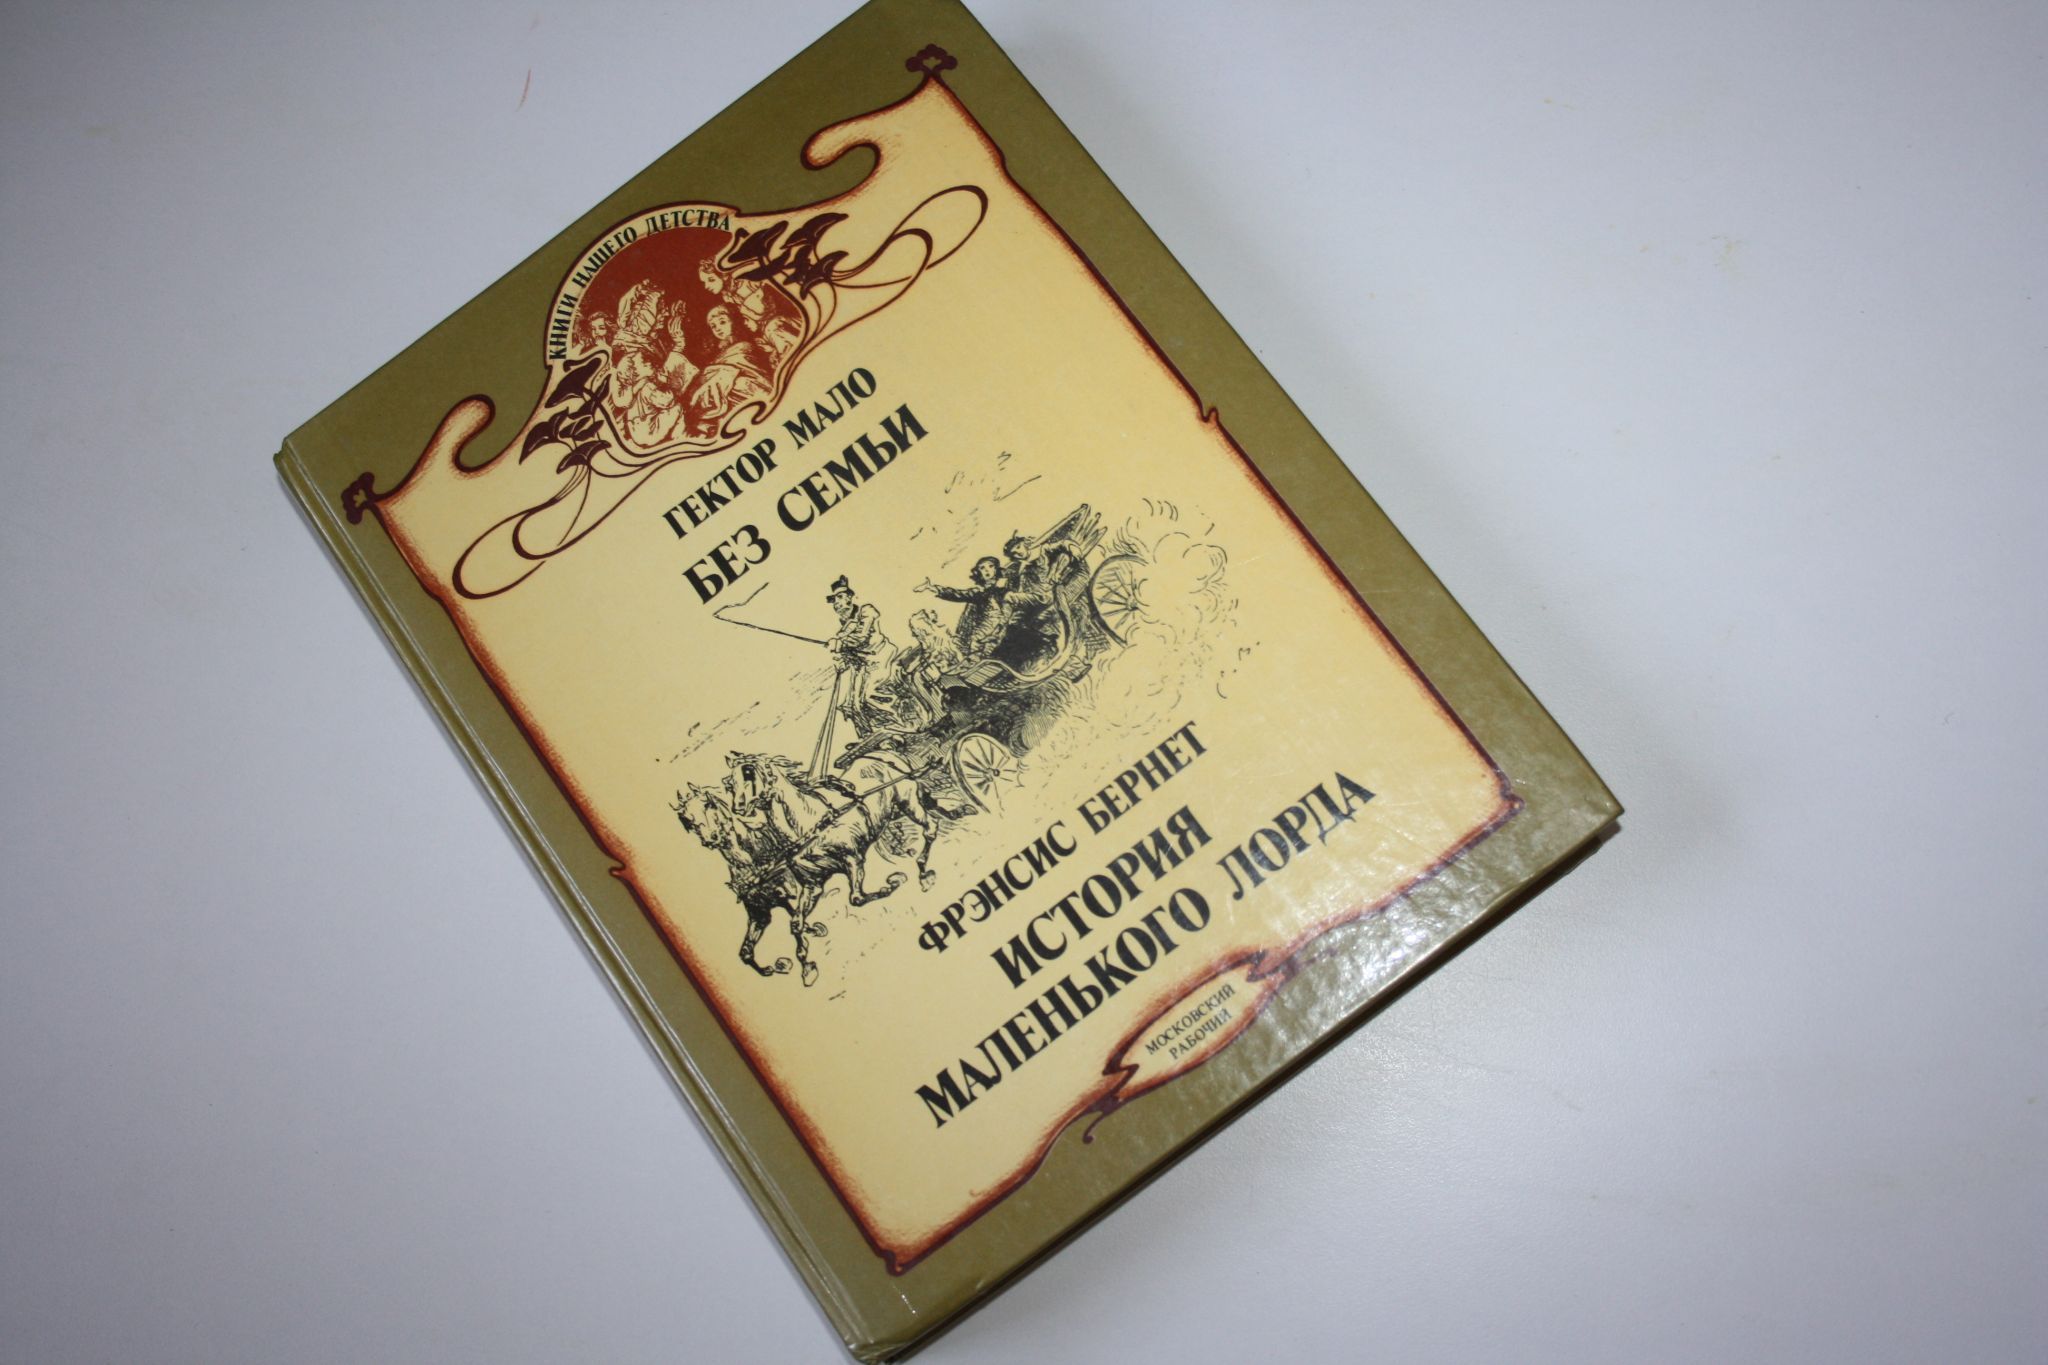 КНИГИ НАШЕГО ДЕТСТВА
ГЕКТОР МАЛО
БЕЗ СЕМЬИ
ФРЭНСИС БЕРНЕТ
ИСТОРИЯ
МАЛЕНЬКОГО ЛОРДА
МОСКОВСКИЙ
РАБОЧИЙ